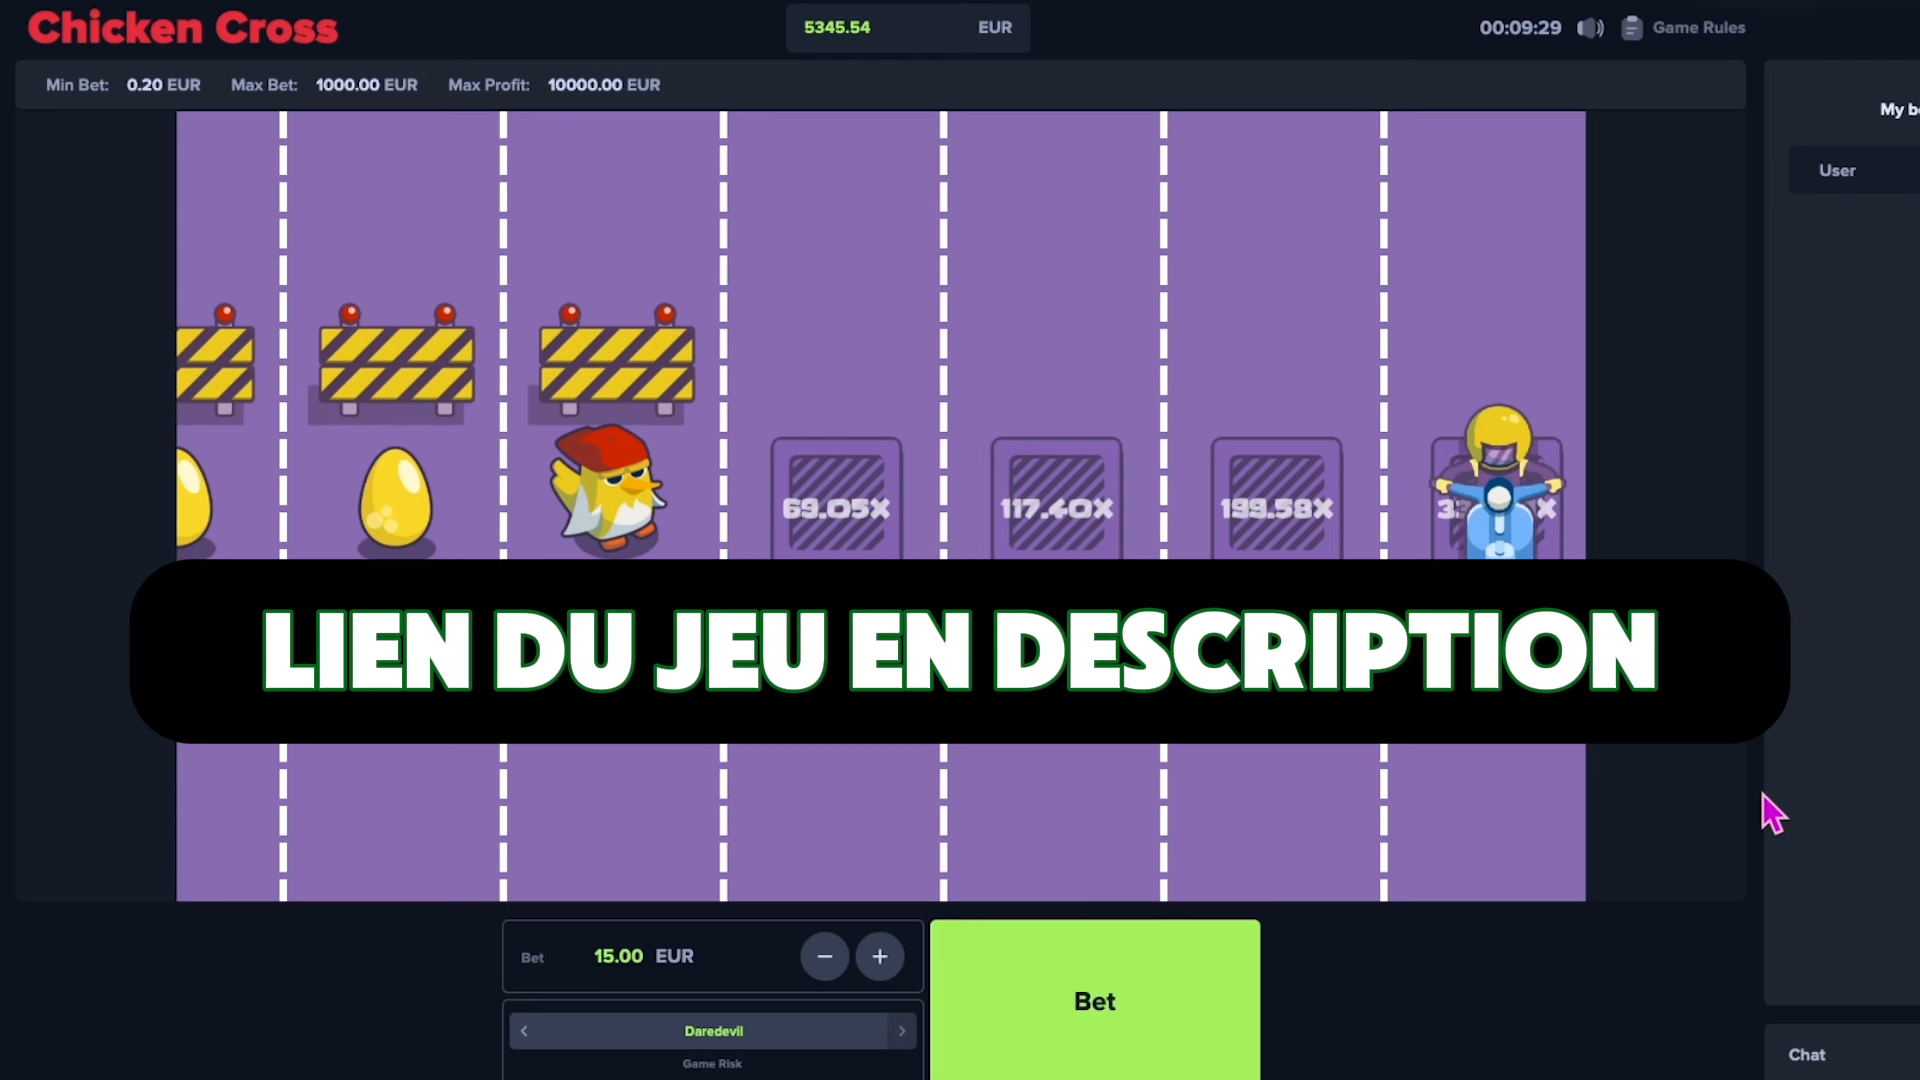 Chicken Cross
5345.54 EUR
00:09:29 Game Rules
Min Bet: 0.20 EUR Max Bet: 1000.00 EUR Max Profit: 10000.00 EUR
My be
User
69.05X 117.40X 199.58X
LIEN DU JEU EN DESCRIPTION
Bet 15.00 EUR − +
Bet
< Daredevil >
Game Risk
Chat